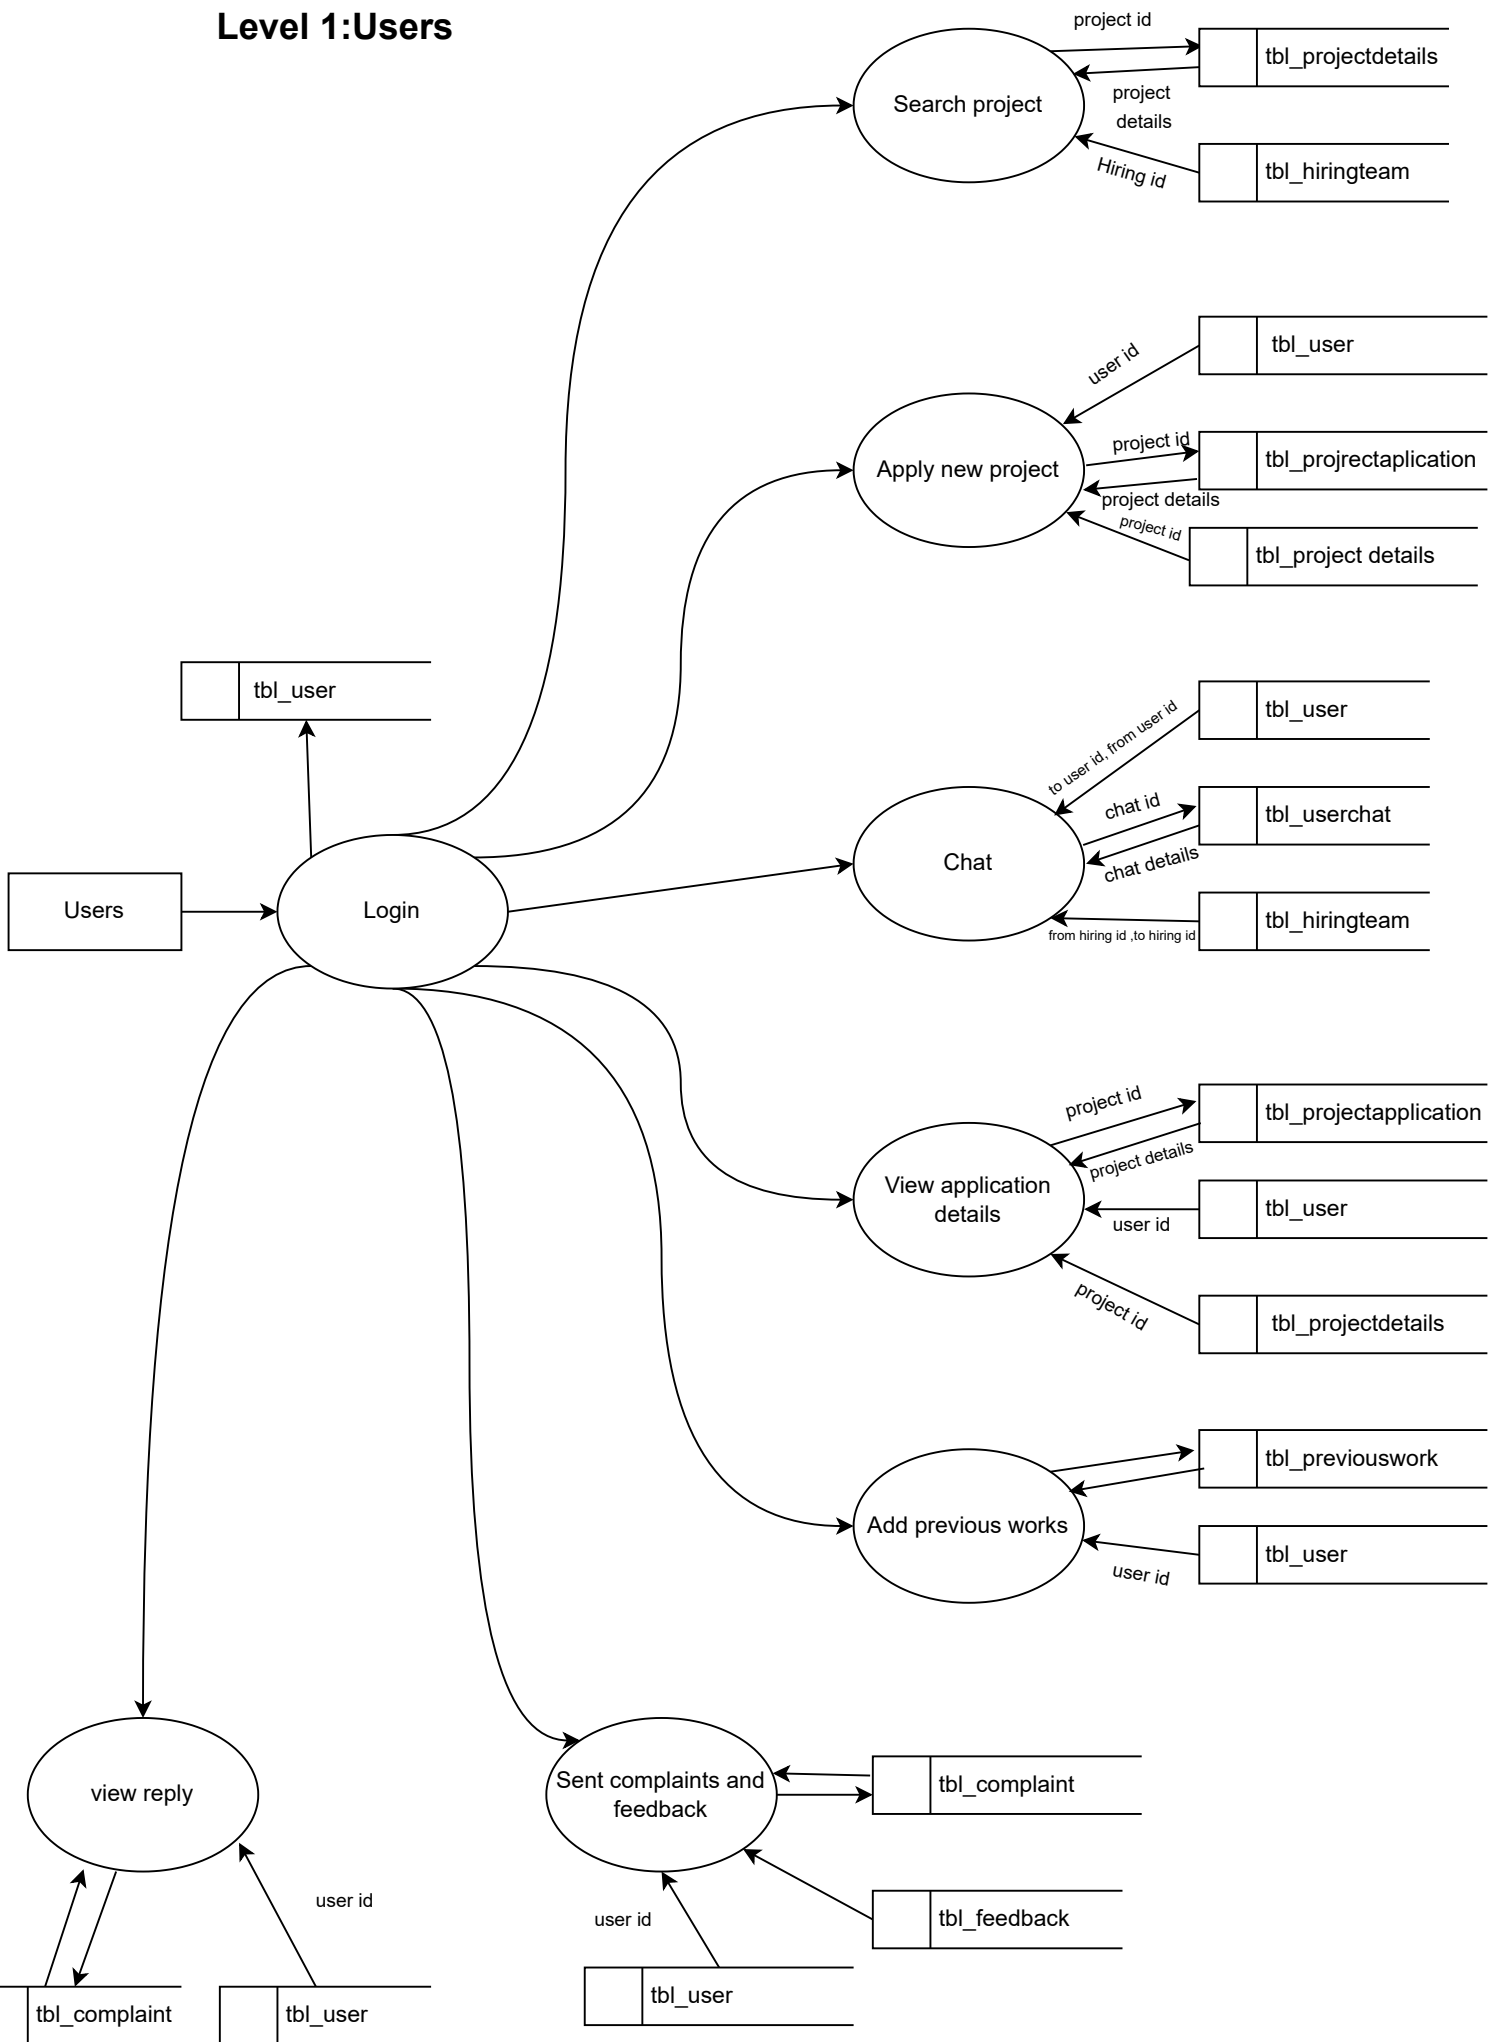 Level 1:Users
project id
tbl_projectdetails
Search project
project
details
Hiring id
tbl_hiringteam
tbl_user
user id
Apply new project
project id
tbl_projrectaplication
project details
project id
tbl_project details
tbl_user
tbl_user
to user id, from user id
chat id
tbl_userchat
Chat
chat details
Users
Login
tbl_hiringteam
from hiring id ,to hiring id
project id
tbl_projectapplication
project details
View application
details
tbl_user
user id
project id
tbl_projectdetails
tbl_previouswork
Add previous works
tbl_user
user id
view reply
Sent complaints and
feedback
tbl_complaint
user id
user id
tbl_feedback
tbl_complaint
tbl_user
tbl_user